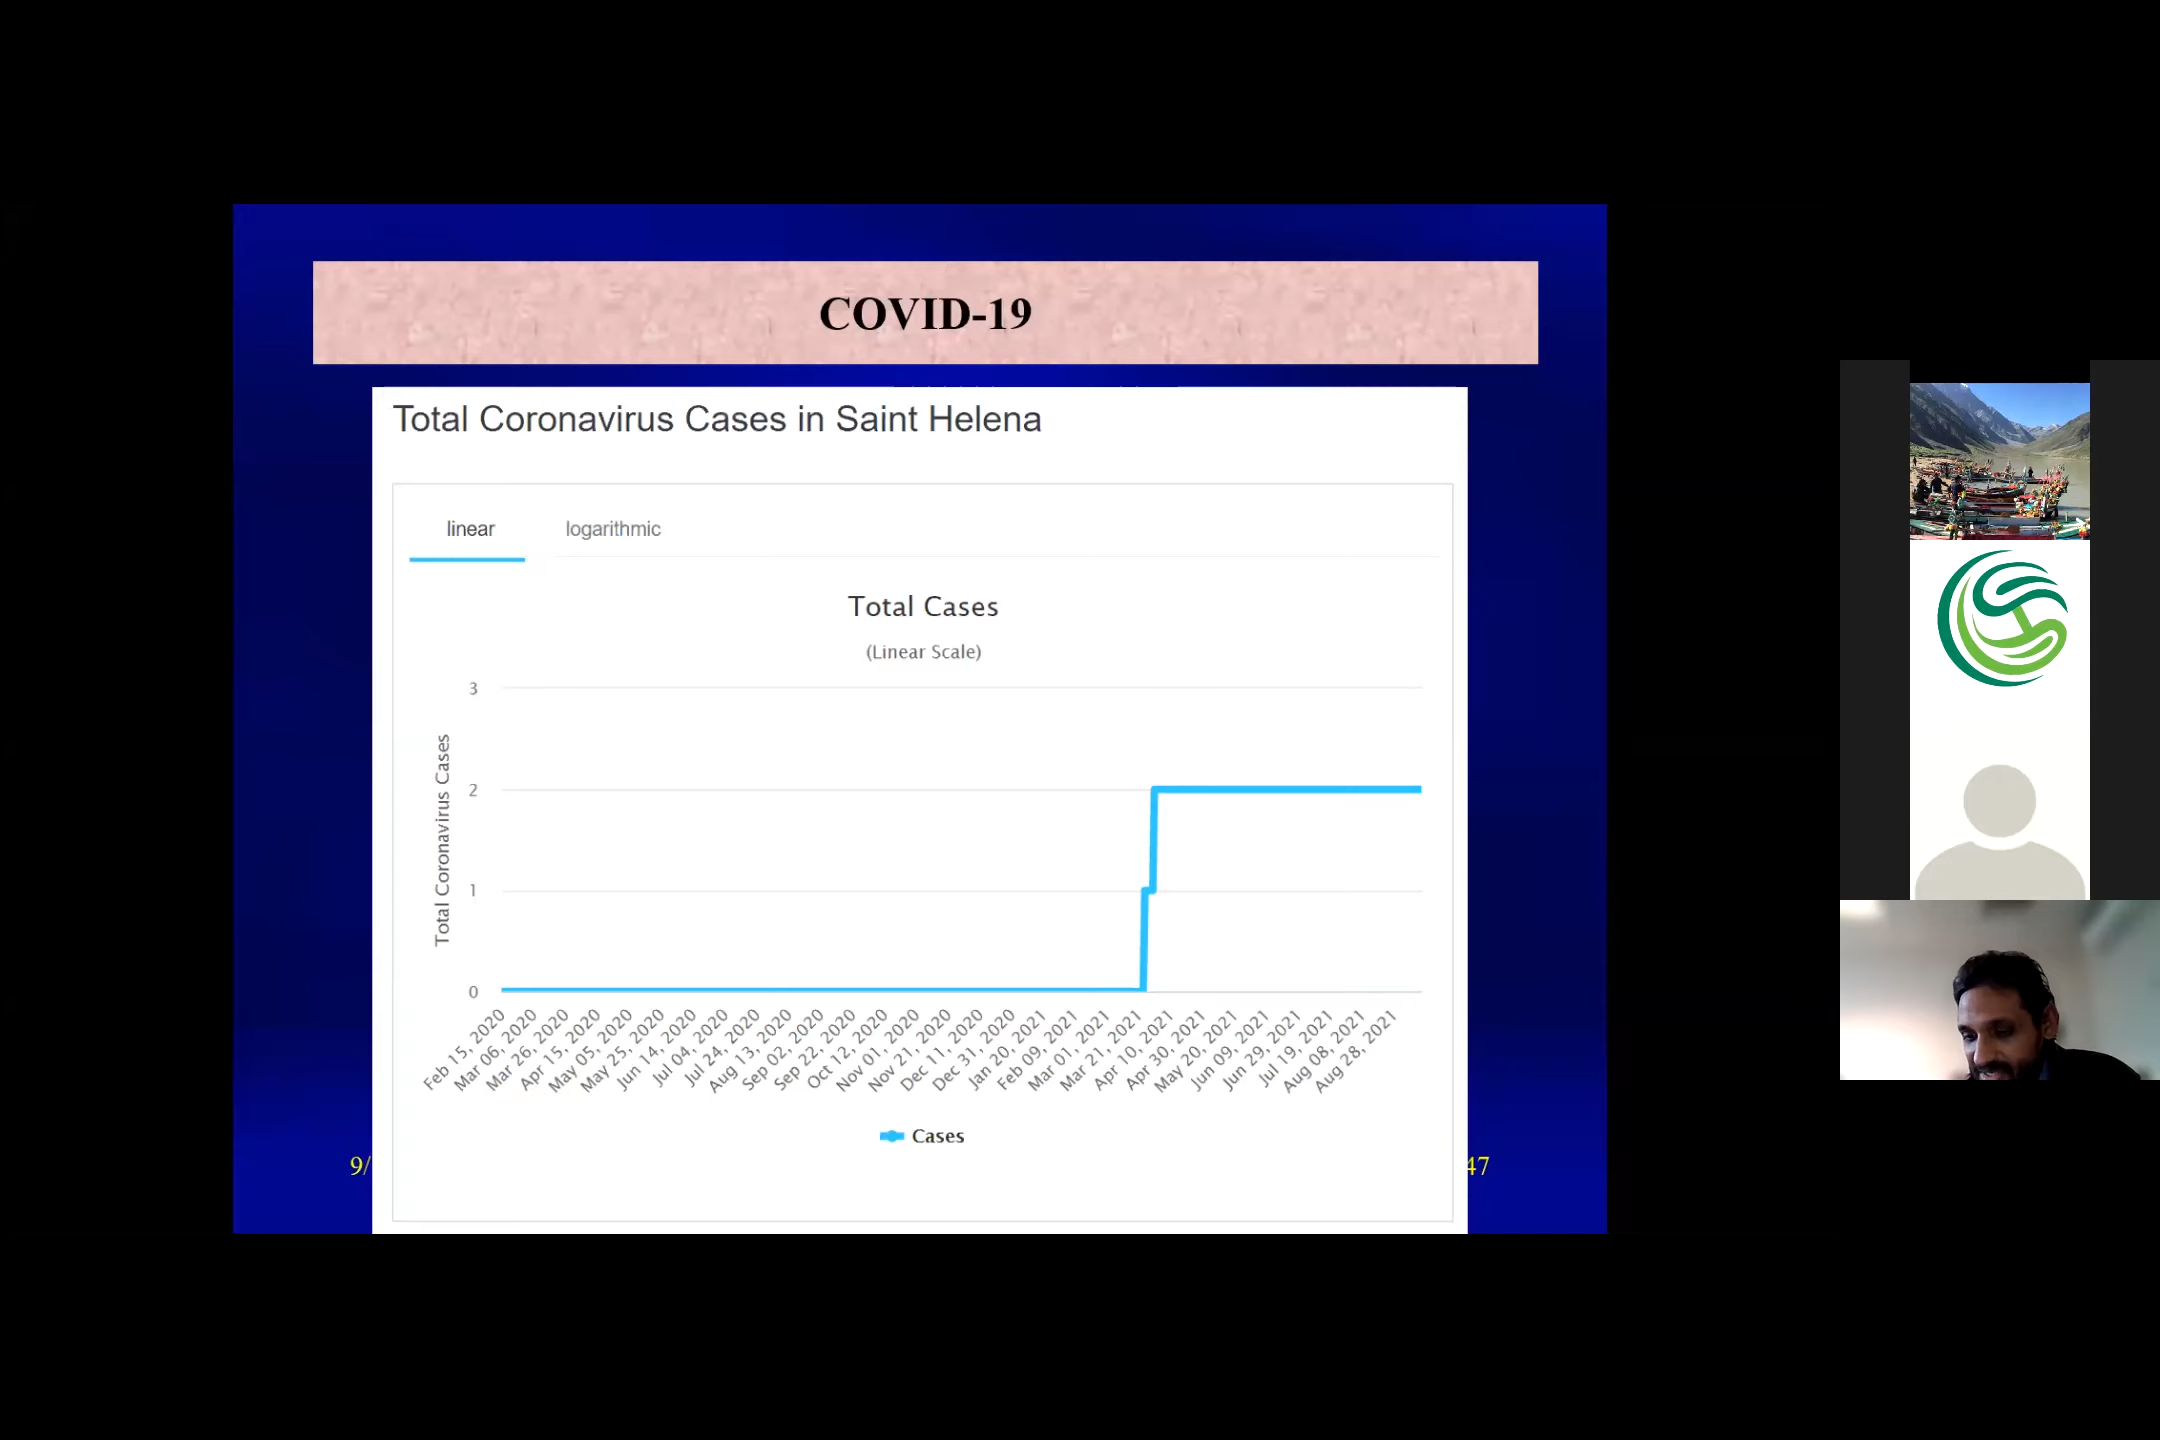 COVID-19
Total Coronavirus Cases in Saint Helena
linear logarithmic
Total Cases
(Linear Scale)
Total Coronavirus Cases
3
2
1
0
Feb 15, 2020
Mar 06, 2020
Mar 26, 2020
Apr 15, 2020
May 05, 2020
May 25, 2020
Jun 14, 2020
Jul 04, 2020
Jul 24, 2020
Aug 13, 2020
Sep 02, 2020
Sep 22, 2020
Oct 12, 2020
Nov 01, 2020
Nov 21, 2020
Dec 11, 2020
Dec 31, 2020
Jan 20, 2021
Feb 09, 2021
Mar 01, 2021
Mar 21, 2021
Apr 10, 2021
Apr 30, 2021
May 20, 2021
Jun 09, 2021
Jun 29, 2021
Jul 19, 2021
Aug 08, 2021
Aug 28, 2021
Cases
9/
47